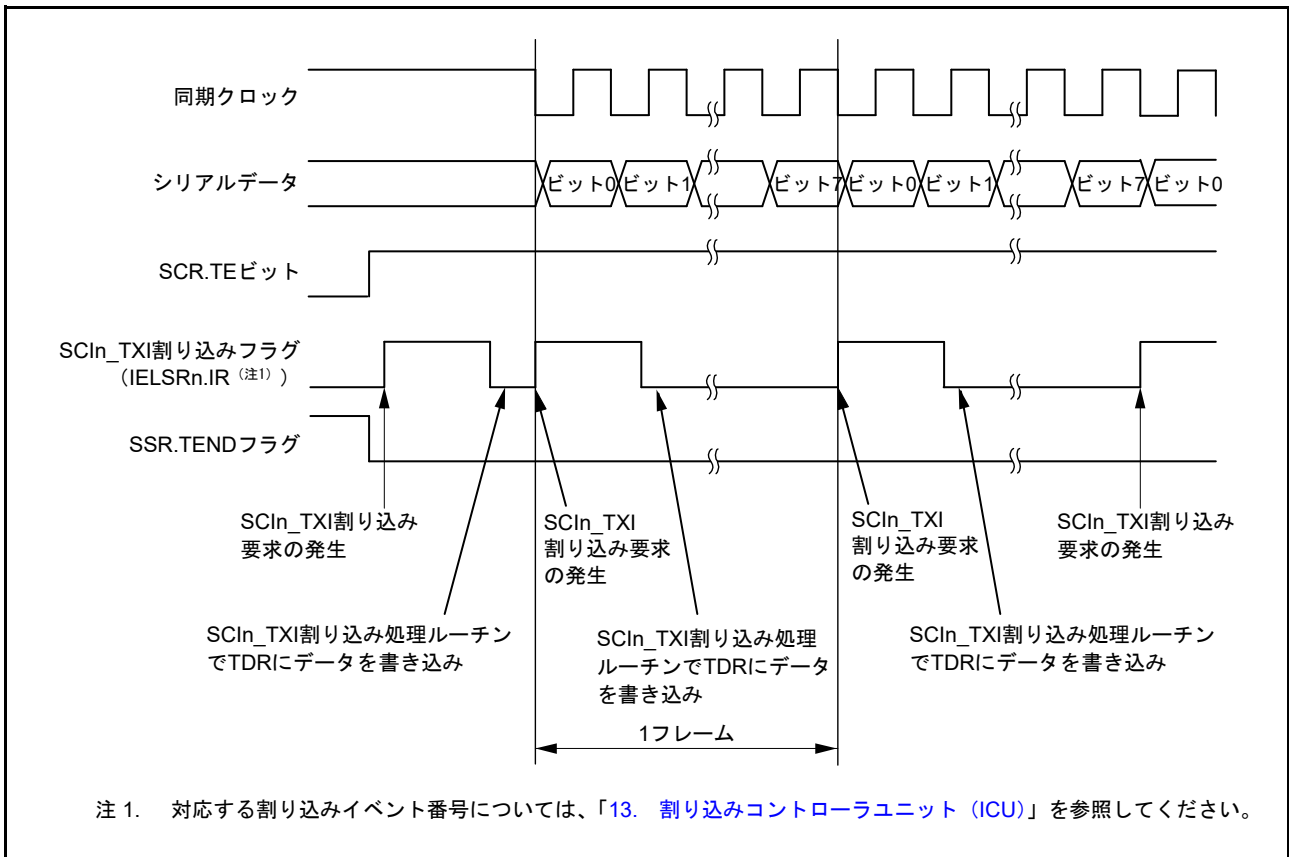 同期クロック
シリアルデータ
ビット0 ビット1 ビット7 ビット0 ビット1 ビット7 ビット0
SCR.TEビット
SCIn_TXI割り込みフラグ
(IELSRn.IR (注1) )
SSR.TENDフラグ
SCIn_TXI割り込み
要求の発生
SCIn_TXI
割り込み要求
の発生
SCIn_TXI
割り込み要求
の発生
SCIn_TXI割り込み
要求の発生
SCIn_TXI割り込み処理ルーチン
でTDRにデータを書き込み
SCIn_TXI割り込み処理
ルーチンでTDRにデータ
を書き込み
SCIn_TXI割り込み処理ルーチン
でTDRにデータを書き込み
1フレーム
注 1. 対応する割り込みイベント番号については、「13. 割り込みコントローラユニット（ICU）」を参照してください。